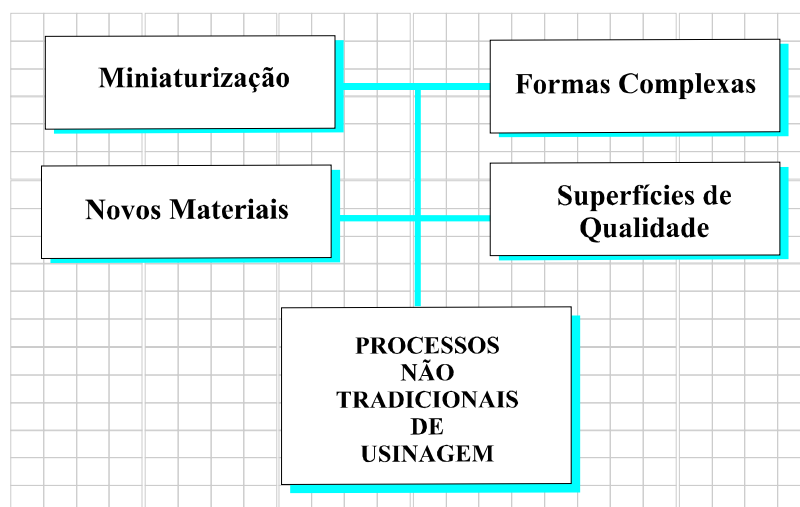 Miniaturização
Formas Complexas
Novos Materiais
Superfícies de
Qualidade
PROCESSOS
NÃO
TRADICIONAIS
DE
USINAGEM